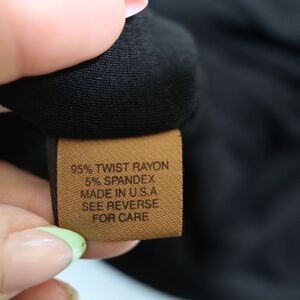 95% TWIST RAYON
5% SPANDEX
MADE IN U.S.A
SEE REVERSE
FOR CARE